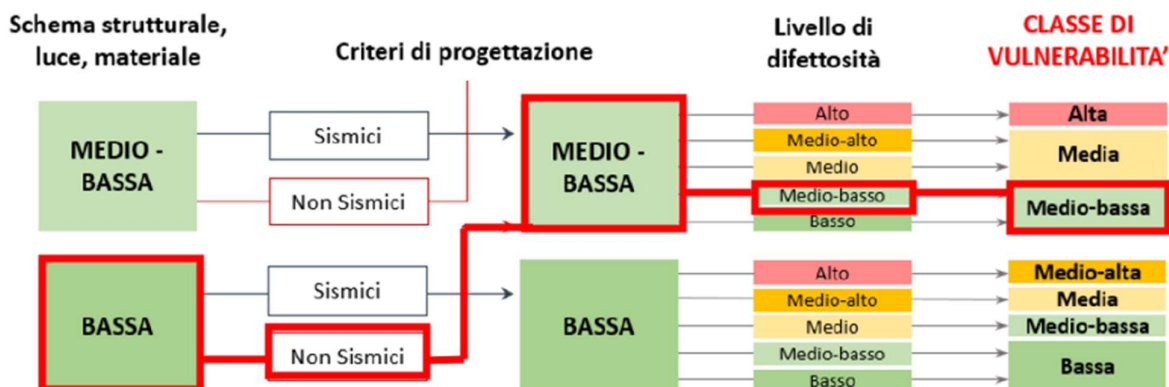 Schema strutturale,
luce, materiale
Criteri di progettazione
Livello di
difettosità
CLASSE DI
VULNERABILITA'
MEDIO -
BASSA
Sismici
Non Sismici
MEDIO -
BASSA
Alto
Medio-alto
Medio
Medio-basso
Basso
Alta
Media
Medio-bassa
BASSA
Sismici
Non Sismici
BASSA
Alto
Medio-alto
Medio
Medio-basso
Basso
Medio-alta
Media
Medio-bassa
Bassa